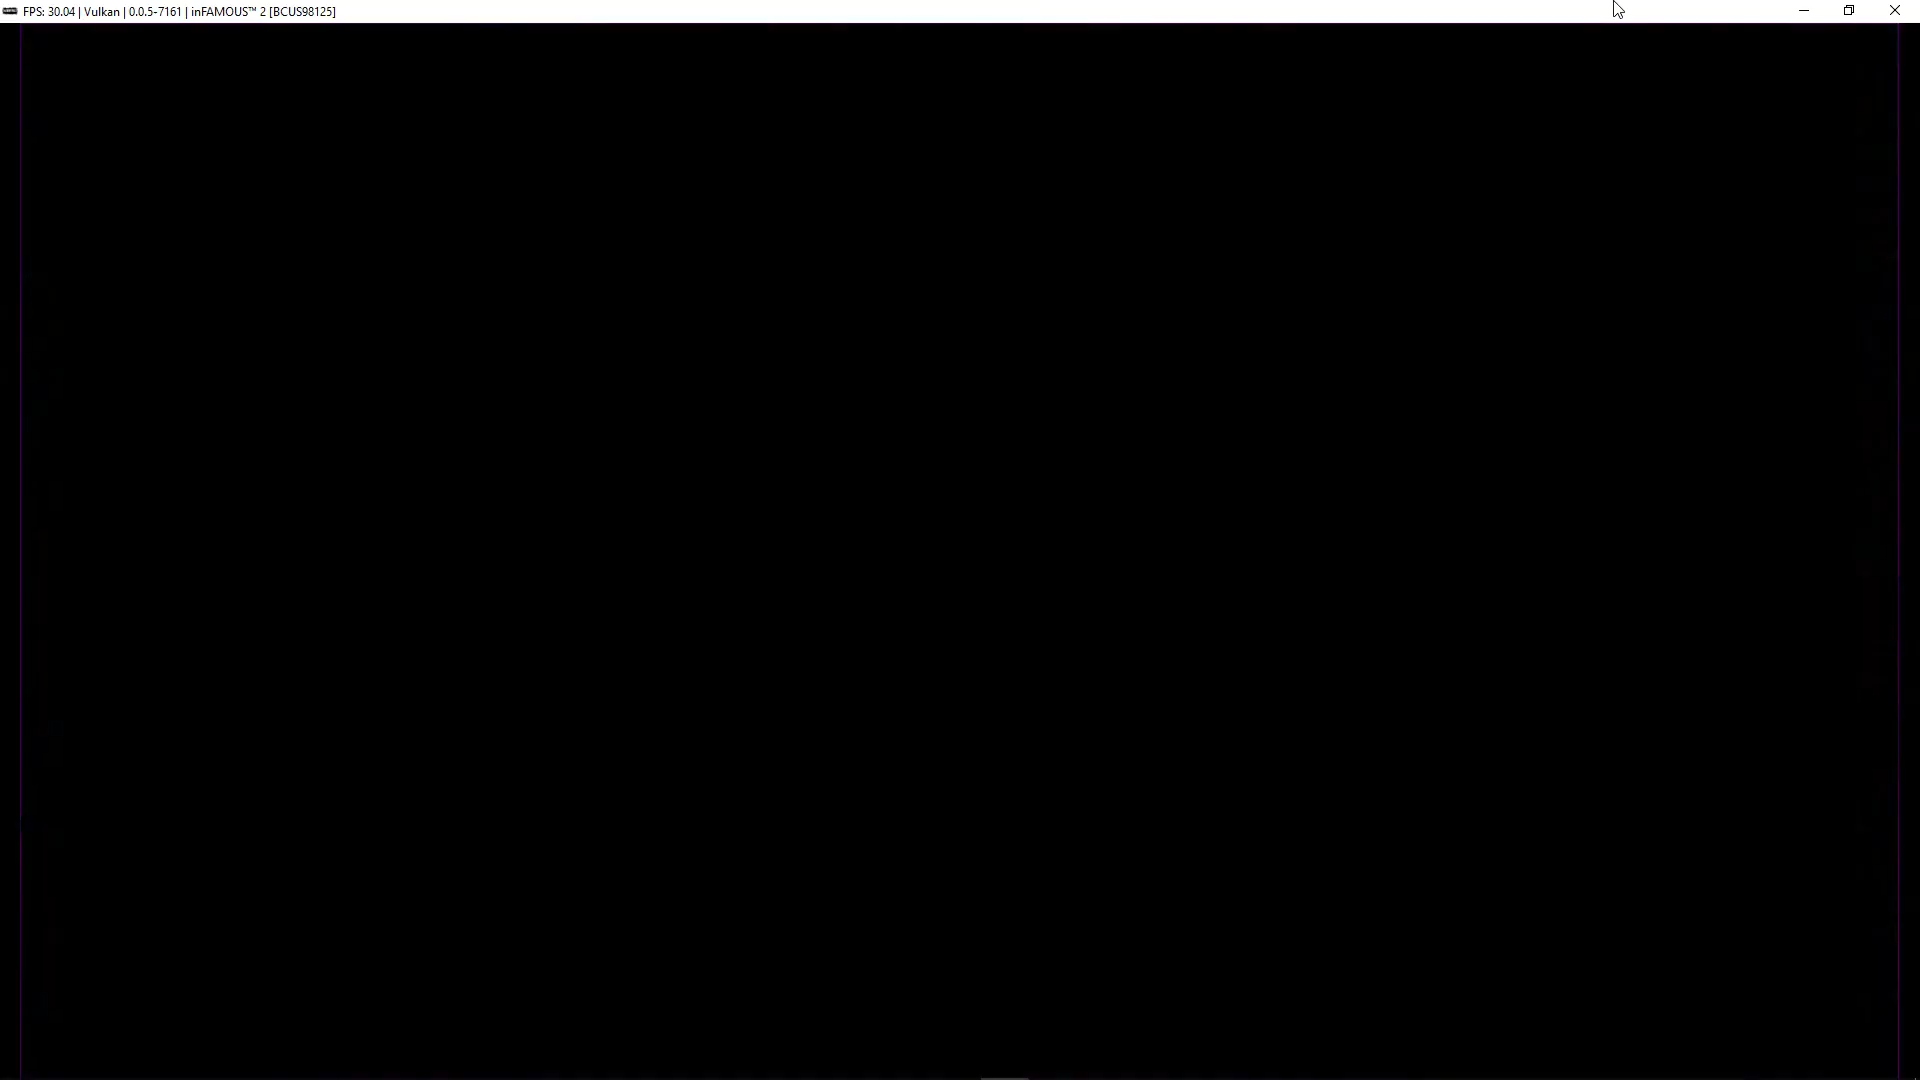 FPS: 30.04 | Vulkan | 0.0.5-7161 | inFAMOUS™ 2 [BCUS98125]